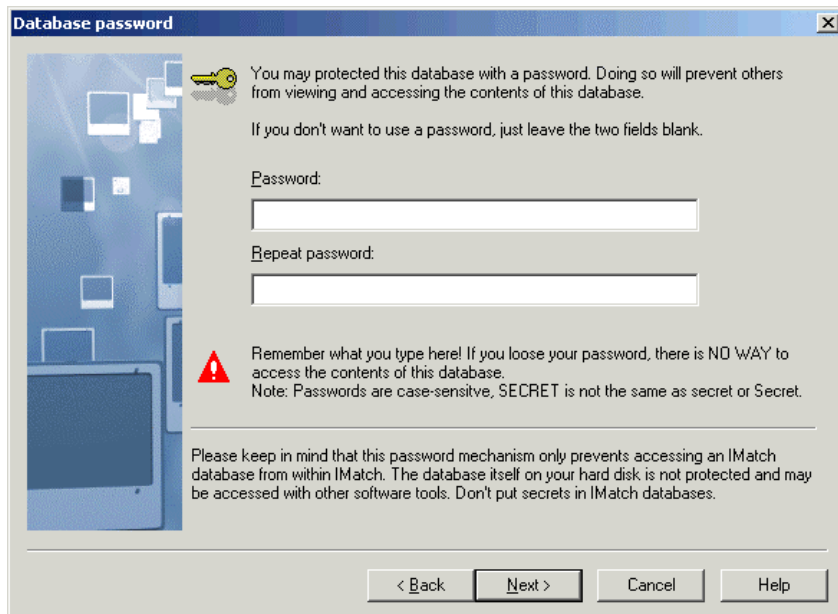 Database password
You may protected this database with a password. Doing so will prevent others
from viewing and accessing the contents of this database.
If you don't want to use a password, just leave the two fields blank.
Password:
Repeat password:
Remember what you type here! If you loose your password, there is NO WAY to
access the contents of this database.
Note: Passwords are case-sensitve, SECRET is not the same as secret or Secret.
Please keep in mind that this password mechanism only prevents accessing an IMatch
database from within IMatch. The database itself on your hard disk is not protected and may
be accessed with other software tools. Don't put secrets in IMatch databases.
< Back
Next >
Cancel
Help